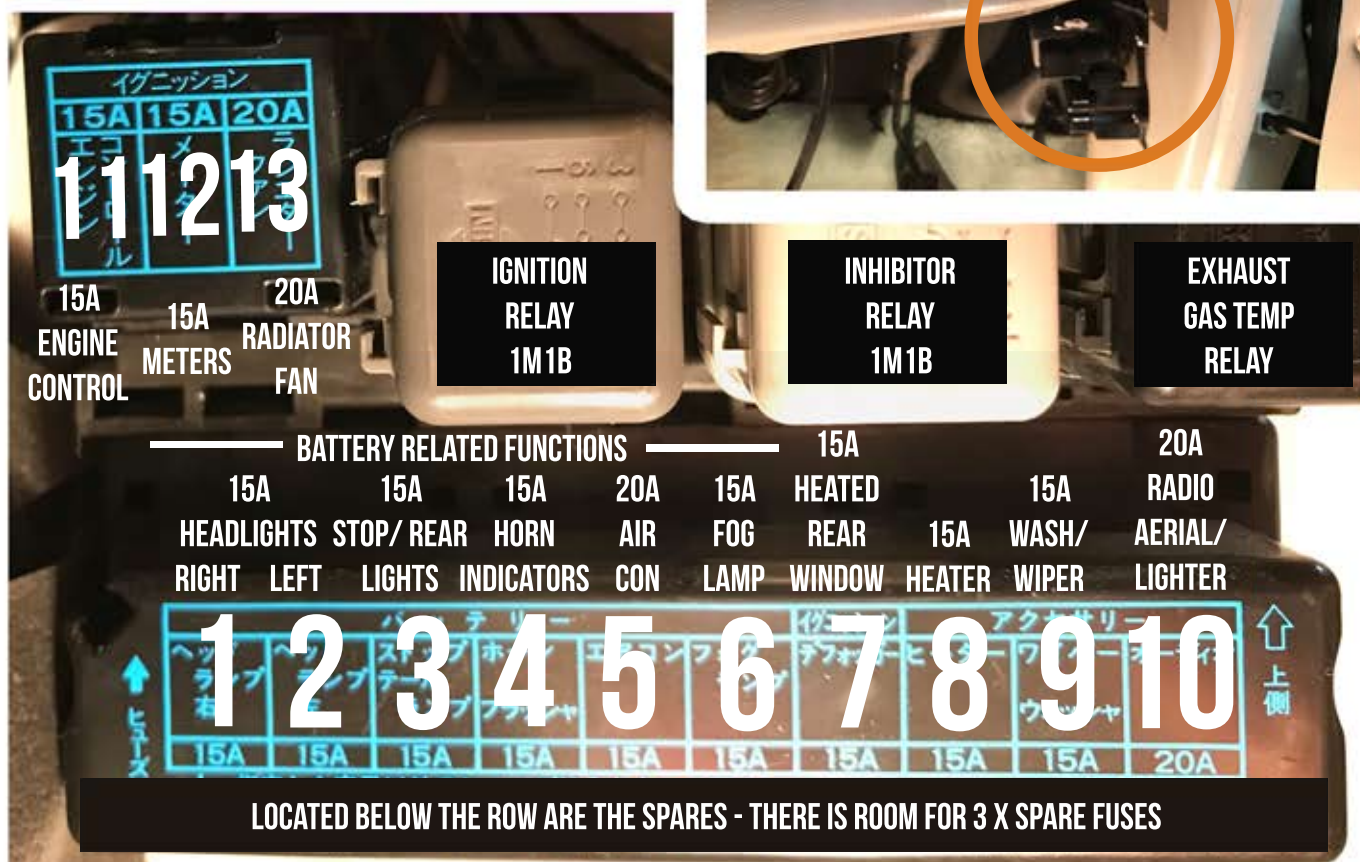 イグニッション
15A 15A 20A
11 12 13
15A
ENGINE
CONTROL
15A
METERS
20A
RADIATOR
FAN
IGNITION
RELAY
1M1B
INHIBITOR
RELAY
1M1B
EXHAUST
GAS TEMP
RELAY
BATTERY RELATED FUNCTIONS
15A
HEADLIGHTS
RIGHT LEFT
15A
STOP/ REAR
LIGHTS
15A
HORN
INDICATORS
20A
AIR
CON
15A
FOG
LAMP
15A
HEATED
REAR
WINDOW
15A
HEATER
15A
WASH/
WIPER
20A
RADIO
AERIAL/
LIGHTER
アクセサリー
1 2 3 4 5 6 7 8 9 10
15A 15A 15A 15A 15A 15A 15A 15A 15A 20A
ヒューズ
上側
LOCATED BELOW THE ROW ARE THE SPARES - THERE IS ROOM FOR 3 X SPARE FUSES